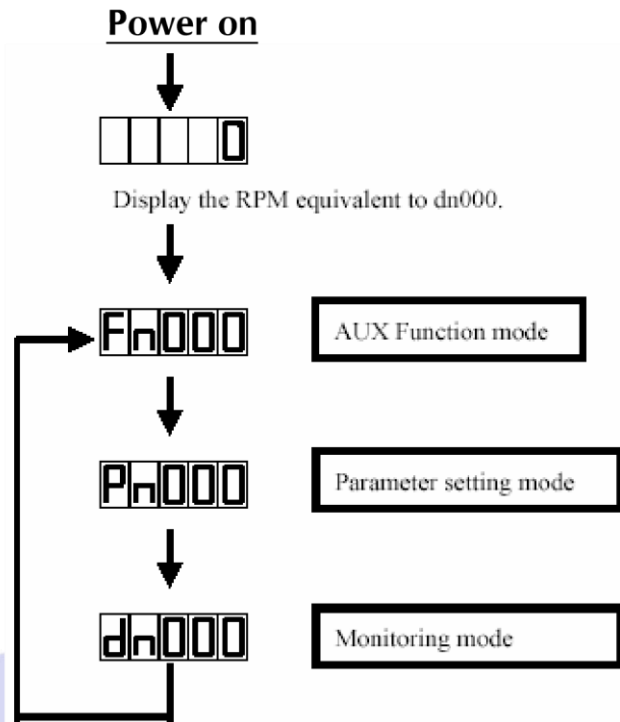 Power on
0
Display the RPM equivalent to dn000.
Fn000
AUX Function mode
Pn000
Parameter setting mode
dn000
Monitoring mode